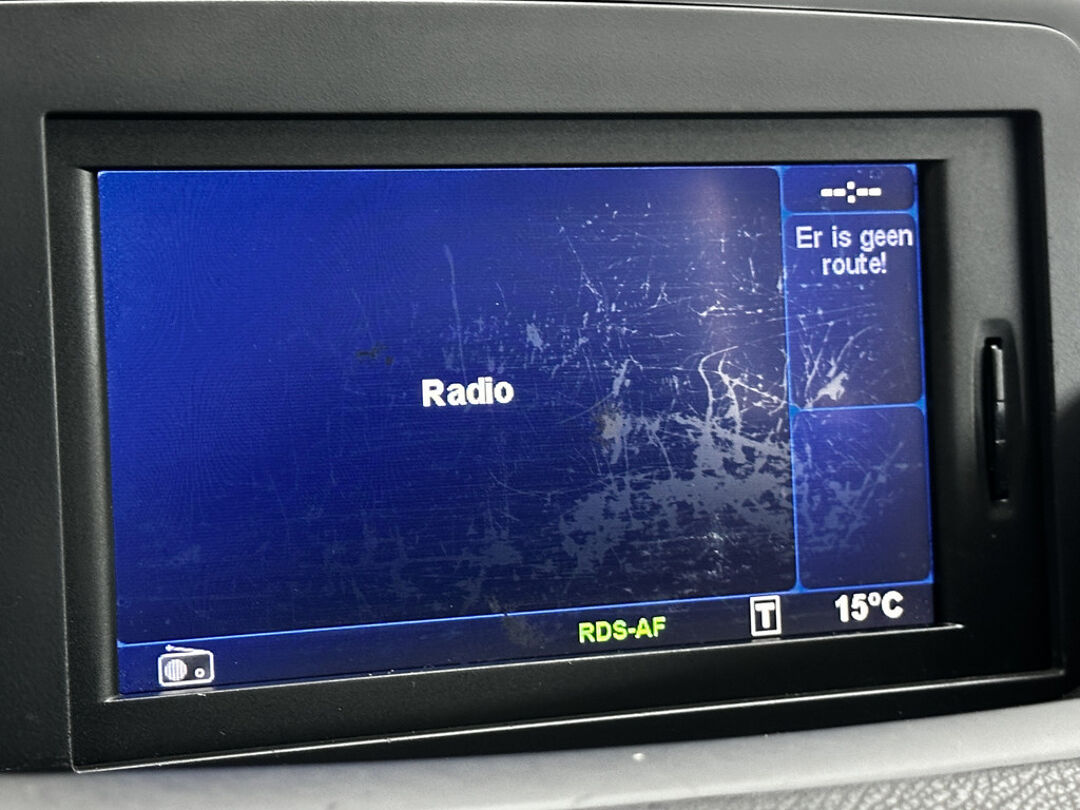 --:--
Er is geen
route!
Radio
RDS-AF
T
15°C